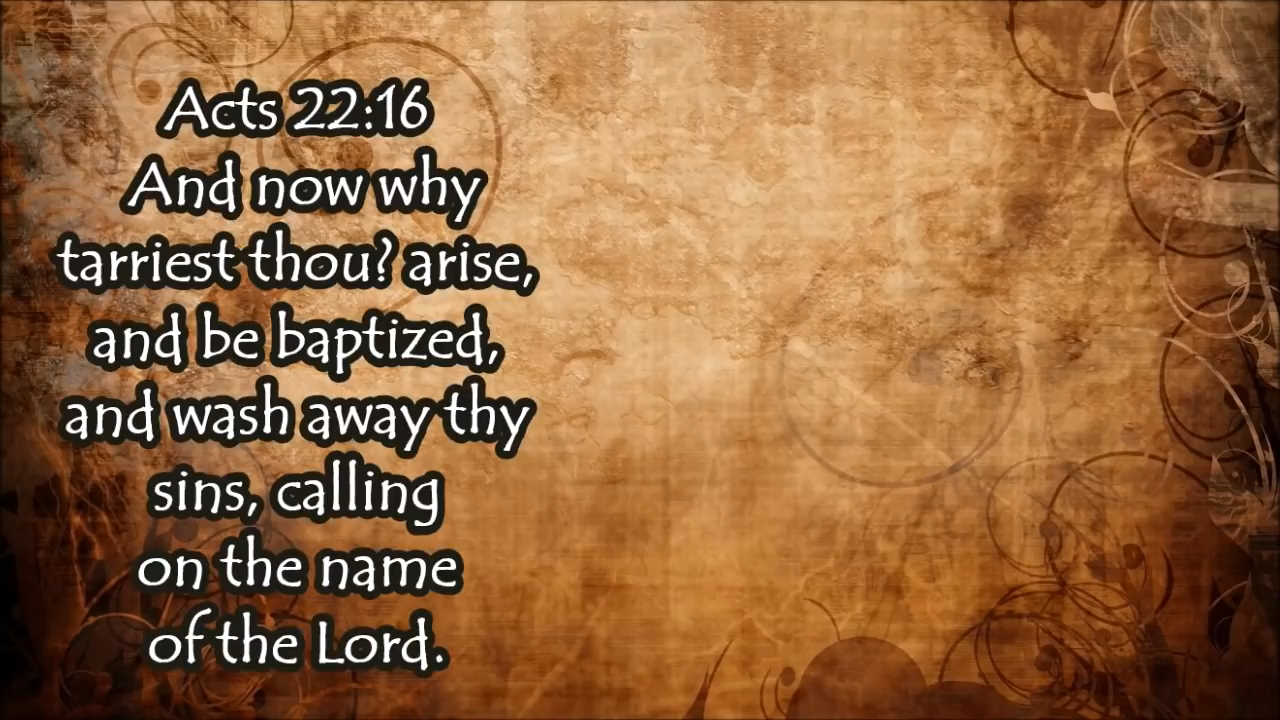 Acts 22:16
And now why
tarriest thou? arise,
and be baptized,
and wash away thy
sins, calling
on the name
of the Lord.